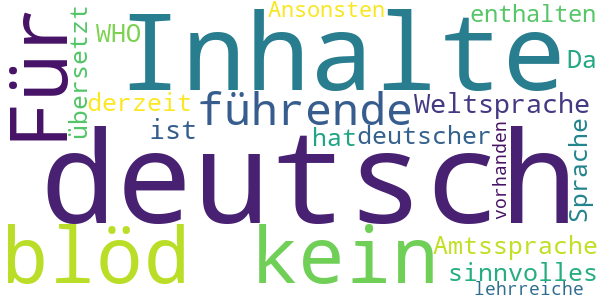 Für
übersetzt
WHO
Inhalte
Ansonsten
enthalten
Da
derzeit
führende
Weltsprache
ist
hat
deutscher
vorhanden
Sprache
deutsch
blöd
kein
Amtssprache
sinnvolles
lehrreiche